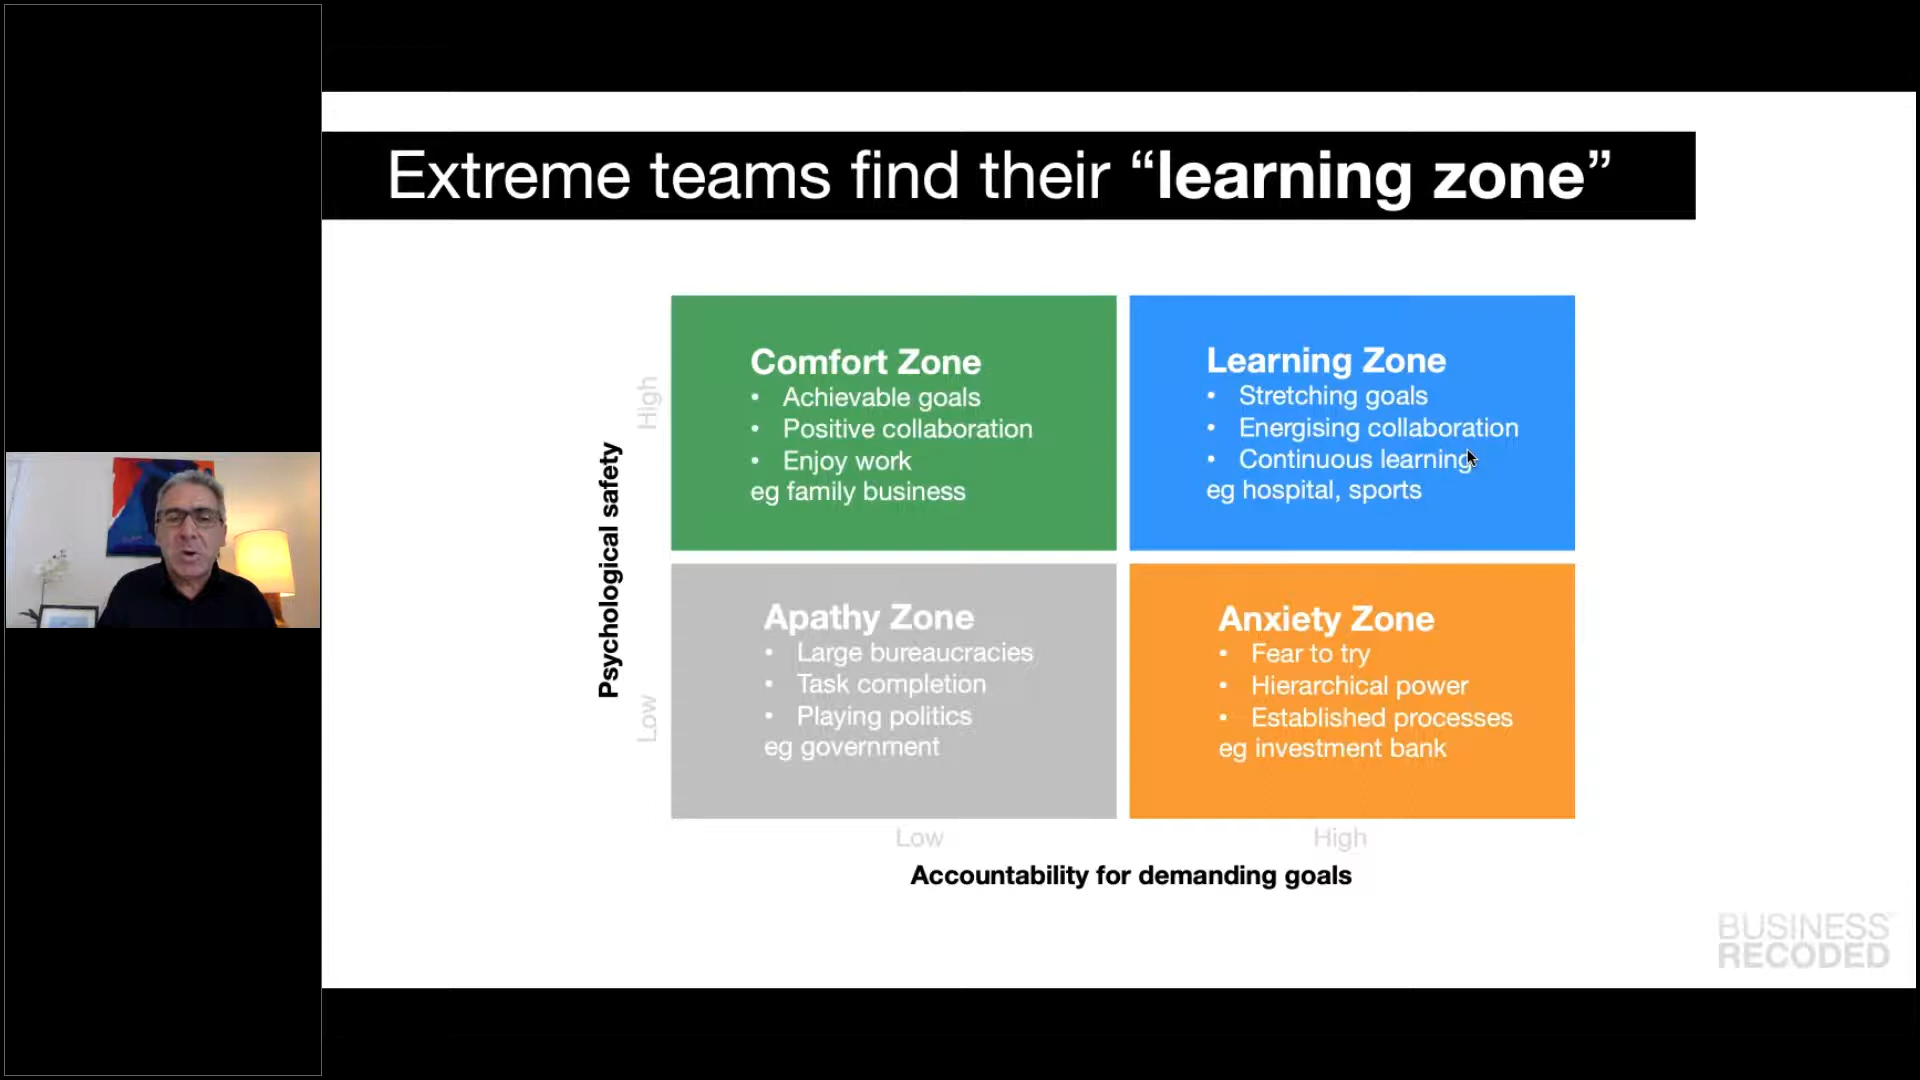 Extreme teams find their “learning zone”
Psychological safety
High
Low
Comfort Zone
• Achievable goals
• Positive collaboration
• Enjoy work
eg family business
Learning Zone
• Stretching goals
• Energising collaboration
• Continuous learning
eg hospital, sports
Apathy Zone
• Large bureaucracies
• Task completion
• Playing politics
eg government
Anxiety Zone
• Fear to try
• Hierarchical power
• Established processes
eg investment bank
Low
High
Accountability for demanding goals
BUSINESS
RECODED